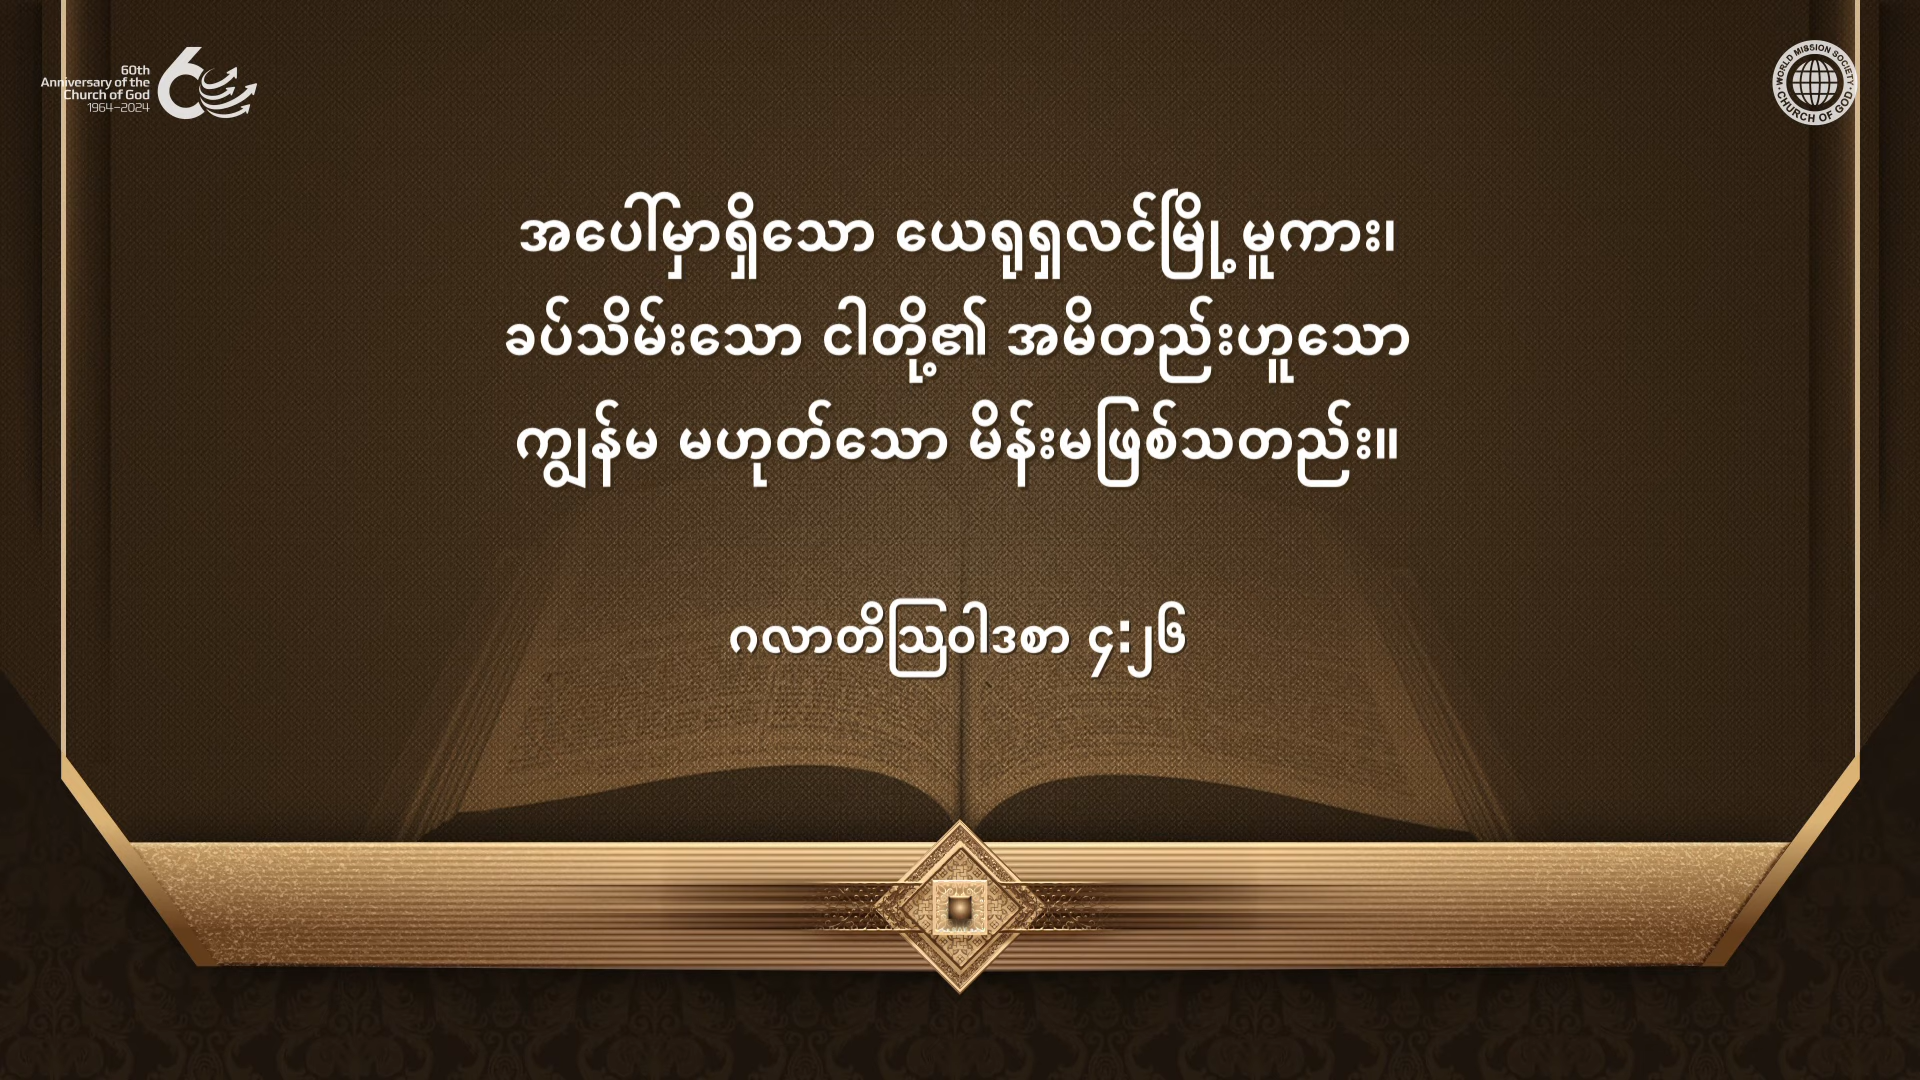 60th
Anniversary of the
Church of God
1964–2024
WORLD MISSION SOCIETY
CHURCH OF GOD
အပေါ်မှာရှိသော ယေရုရှလင်မြို့မူကား၊
ခပ်သိမ်းသော ငါတို့၏ အမိတည်းဟူသော
ကျွန်မ မဟုတ်သော မိန်းမဖြစ်သတည်း။
ဂလာတိသြဝါဒစာ ၄:၂၆